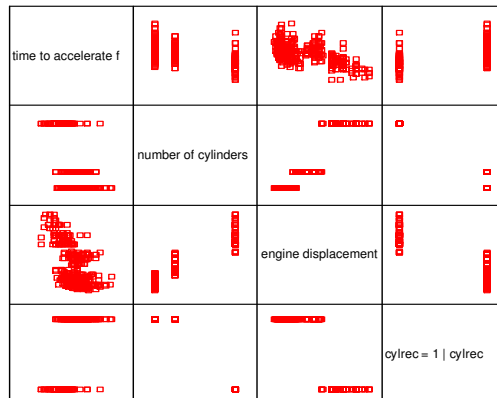 time to accelerate f
number of cylinders
engine displacement
cylrec = 1 | cylrec